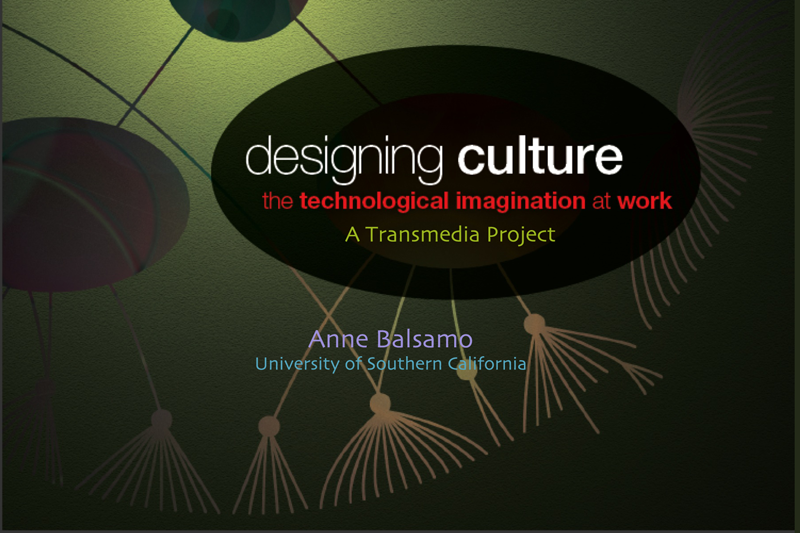 designing culture
the technological imagination at work
A Transmedia Project
Anne Balsamo
University of Southern California